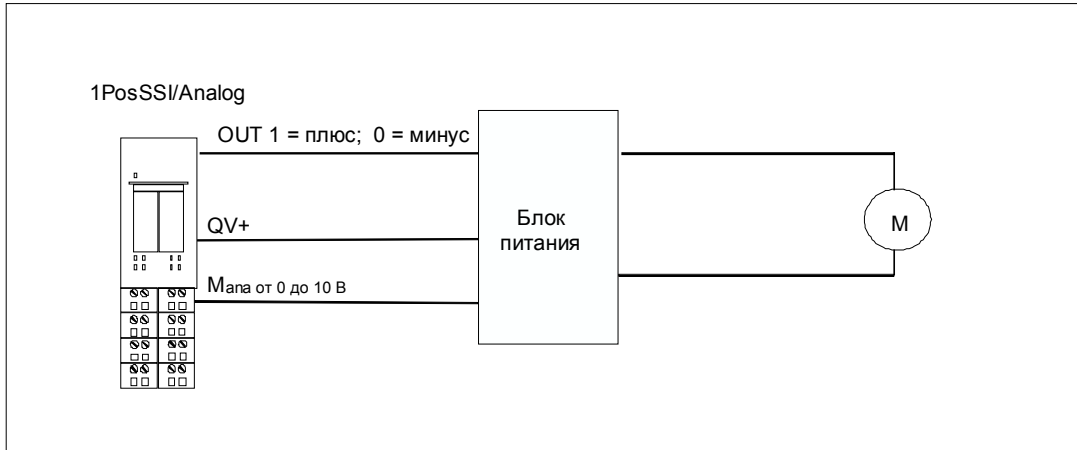 1PosSSI/Analog
OUT 1 = плюс; 0 = минус
QV+
Mana от 0 до 10 В
Блок
питания
M